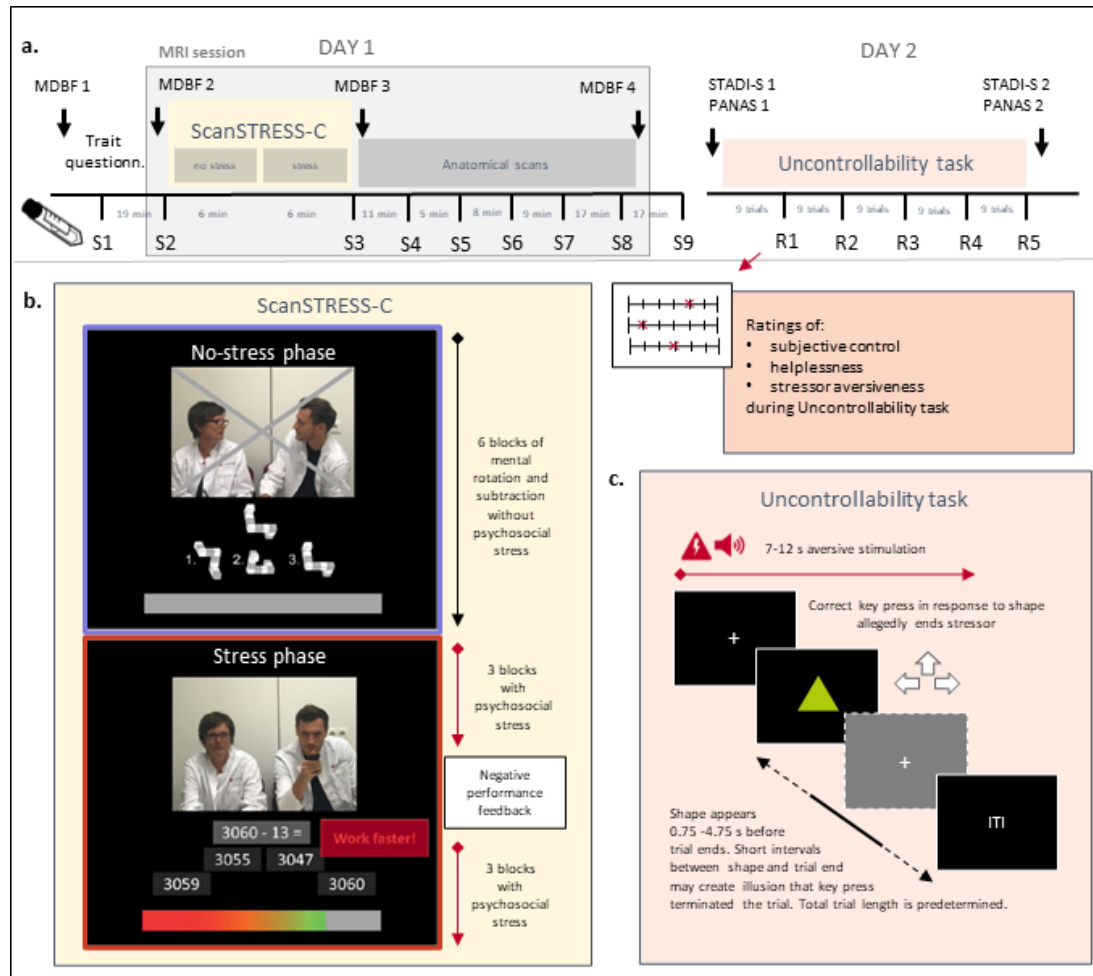 a.
MRI session
DAY 1
DAY 2
MDBF 1
MDBF 2
MDBF 3
MDBF 4
STADI-S 1
PANAS 1
STADI-S 2
PANAS 2
Trait
questionn.
ScanSTRESS-C
no stress
stress
Anatomical scans
Uncontrollability task
19 min
6 min
6 min
11 min
5 min
8 min
9 min
17 min
17 min
9 trials
9 trials
9 trials
9 trials
9 trials
S1
S2
S3
S4
S5
S6
S7
S8
S9
R1
R2
R3
R4
R5
b.
ScanSTRESS-C
No-stress phase
1.
2.
3.
6 blocks of
mental
rotation and
subtraction
without
psychosocial
stress
Stress phase
3060 - 13 =
Work faster!
3055
3047
3059
3060
3 blocks
with
psychosocial
stress
Negative
performance
feedback
3 blocks
with
psychosocial
stress
Ratings of:
• subjective control
• helplessness
• stressor aversiveness
during Uncontrollability task
c.
Uncontrollability task
7-12 s aversive stimulation
Correct key press in response to shape
allegedly ends stressor
+
+
ITI
Shape appears
0.75 -4.75 s before
trial ends. Short intervals
between shape and trial end
may create illusion that key press
terminated the trial. Total trial length is predetermined.